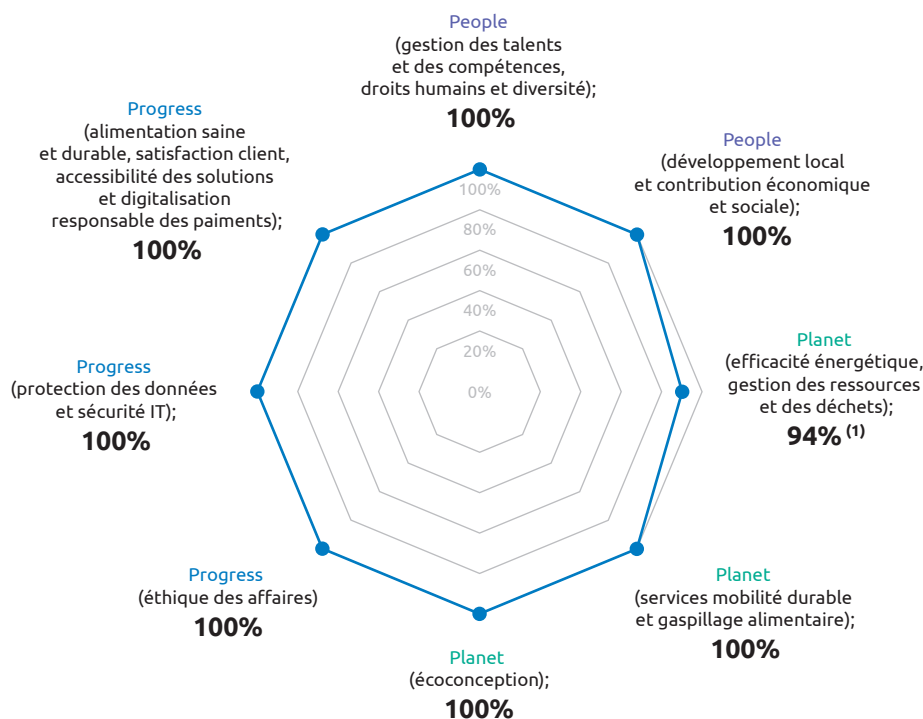 People
(gestion des talents
et des compétences,
droits humains et diversité);
100%
Progress
(alimentation saine
et durable, satisfaction client,
accessibilité des solutions
et digitalisation
responsable des paiments);
100%
People
(développement local
et contribution économique
et sociale);
100%
100%
80%
60%
40%
20%
0%
Progress
(protection des données
et sécurité IT);
100%
Planet
(efficacité énergétique,
gestion des ressources
et des déchets);
94% (1)
Progress
(éthique des affaires)
100%
Planet
(services mobilité durable
et gaspillage alimentaire);
100%
Planet
(écoconception);
100%